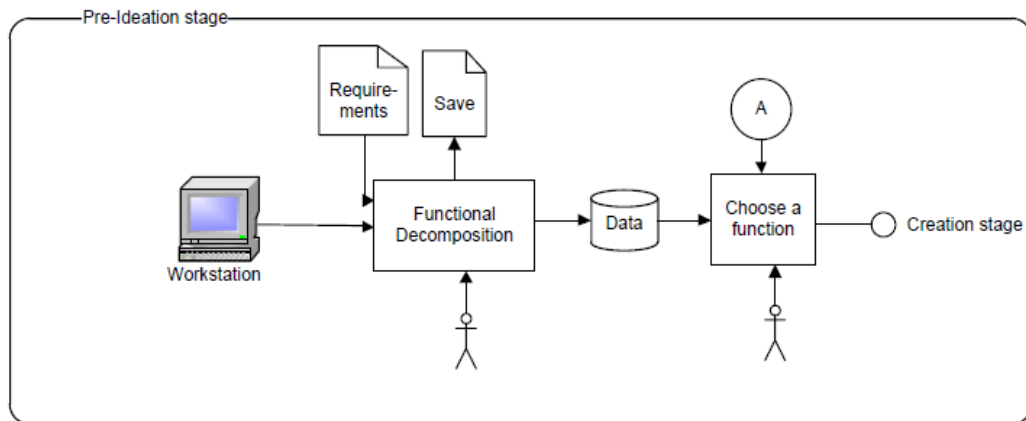 Pre-Ideation stage
Require-
ments
Save
A
Workstation
Functional
Decomposition
Data
Choose a
function
Creation stage